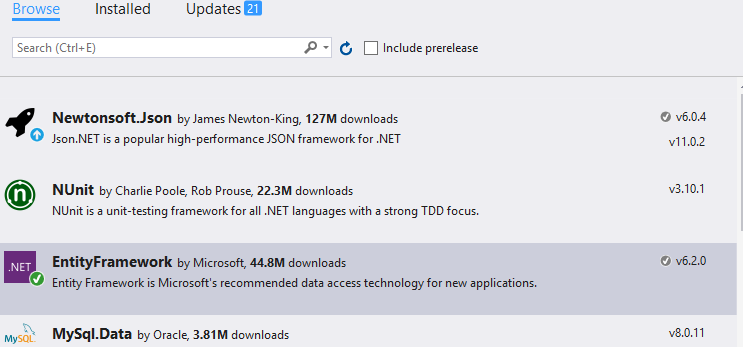 Browse Installed Updates 21
Search (Ctrl+E) Include prerelease
Newtonsoft.Json by James Newton-King, 127M downloads v6.0.4
Json.NET is a popular high-performance JSON framework for .NET v11.0.2
n
NUnit by Charlie Poole, Rob Prouse, 22.3M downloads v3.10.1
NUnit is a unit-testing framework for all .NET languages with a strong TDD focus.
.NET
EntityFramework by Microsoft, 44.8M downloads v6.2.0
Entity Framework is Microsoft's recommended data access technology for new applications.
MySQL
MySql.Data by Oracle, 3.81M downloads v8.0.11